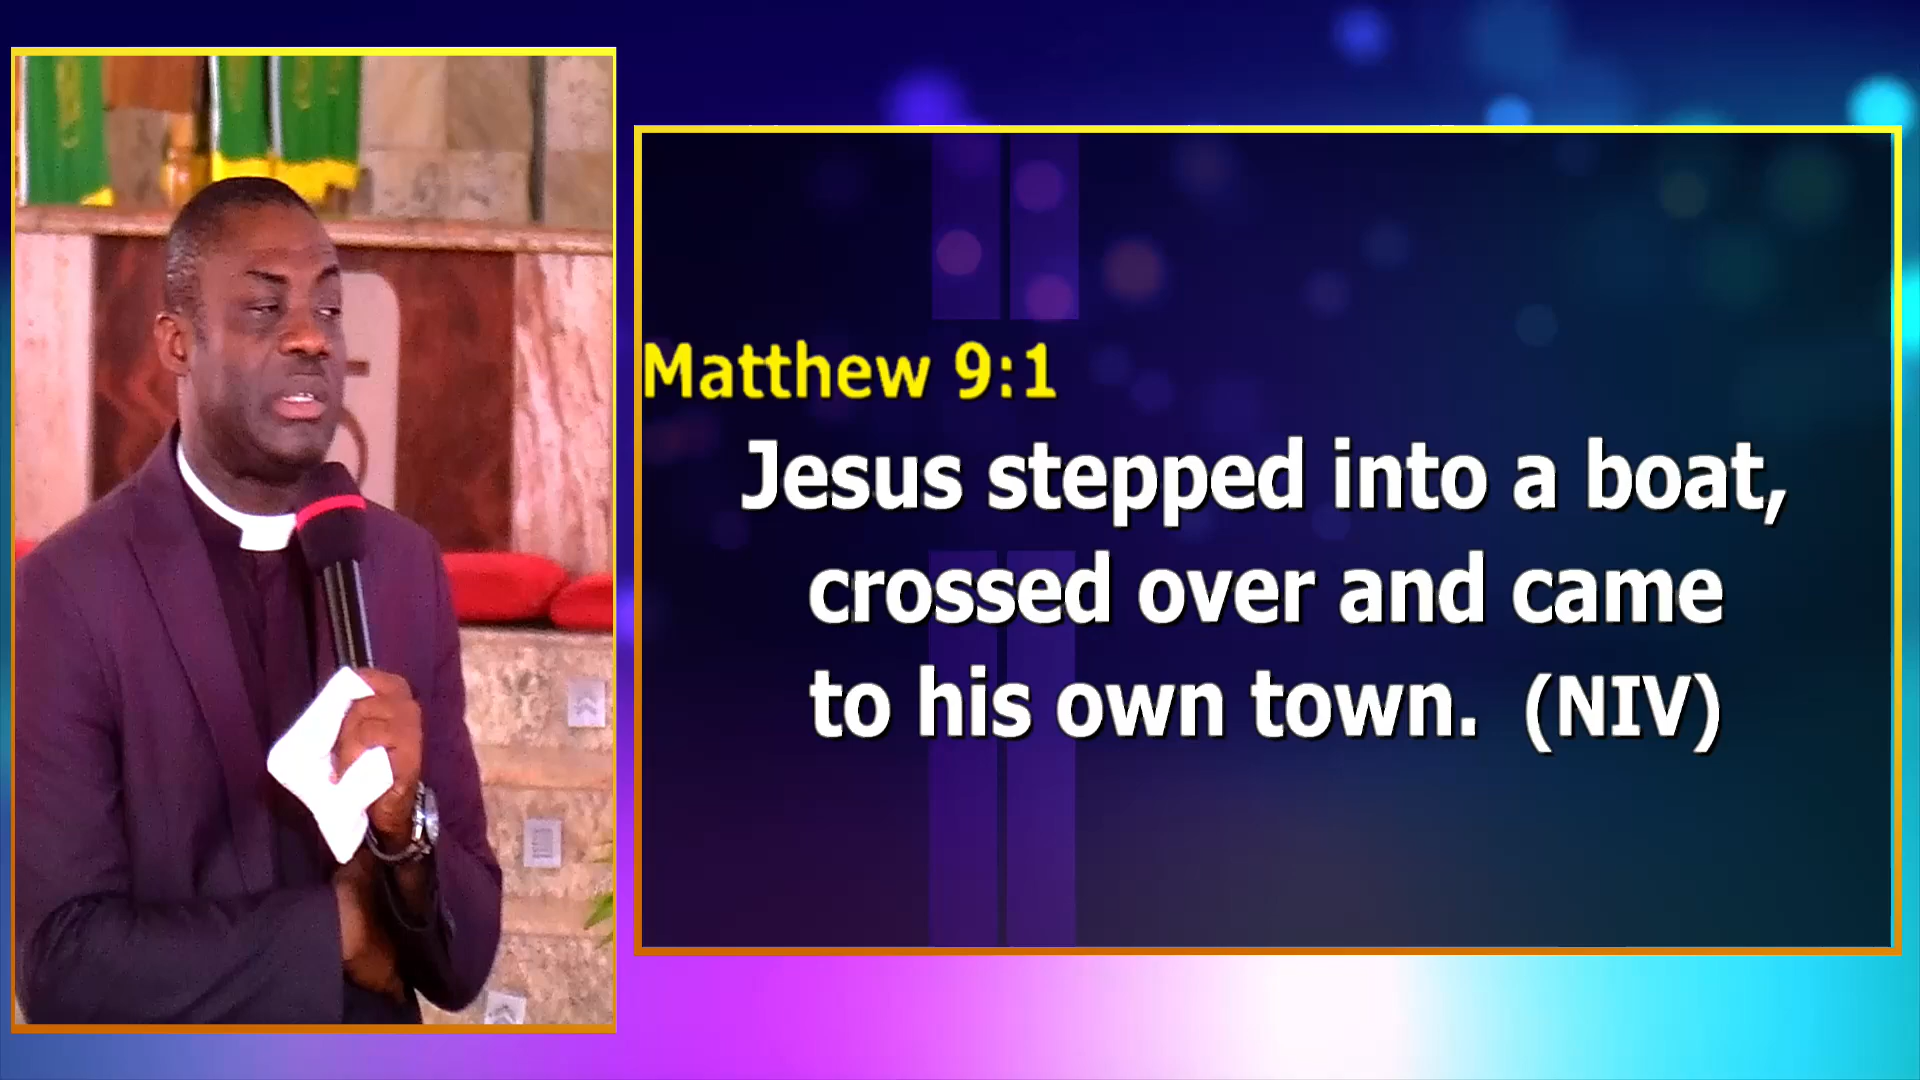 Matthew 9:1
Jesus stepped into a boat,
crossed over and came
to his own town. (NIV)